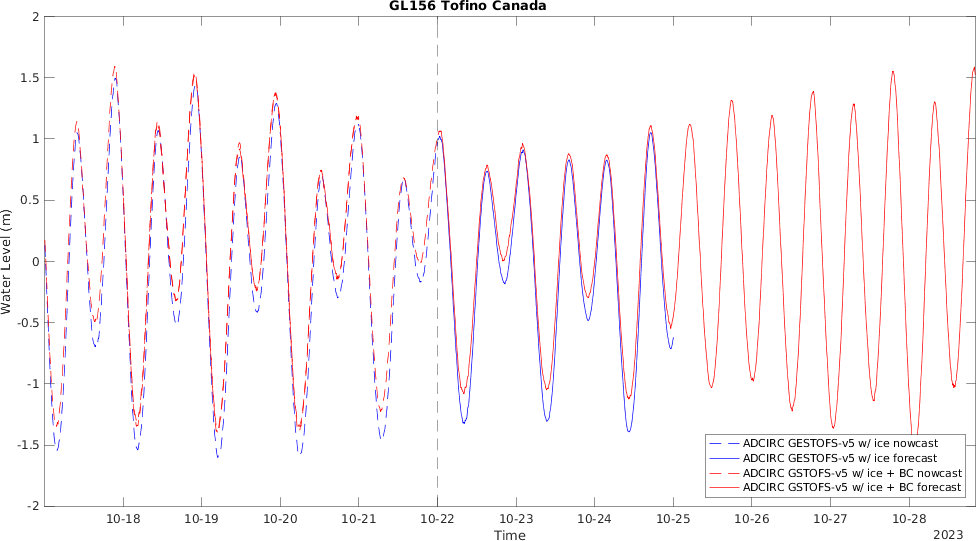 GL156 Tofino Canada
2
1.5
1
0.5
0
-0.5
-1
-1.5
-2
Water Level (m)
10-18 10-19 10-20 10-21 10-22 10-23 10-24 10-25 10-26 10-27 10-28
Time
2023
ADCIRC GESTOFS-v5 w/ ice nowcast
ADCIRC GESTOFS-v5 w/ ice forecast
ADCIRC GSTOFS-v5 w/ ice + BC nowcast
ADCIRC GSTOFS-v5 w/ ice + BC forecast